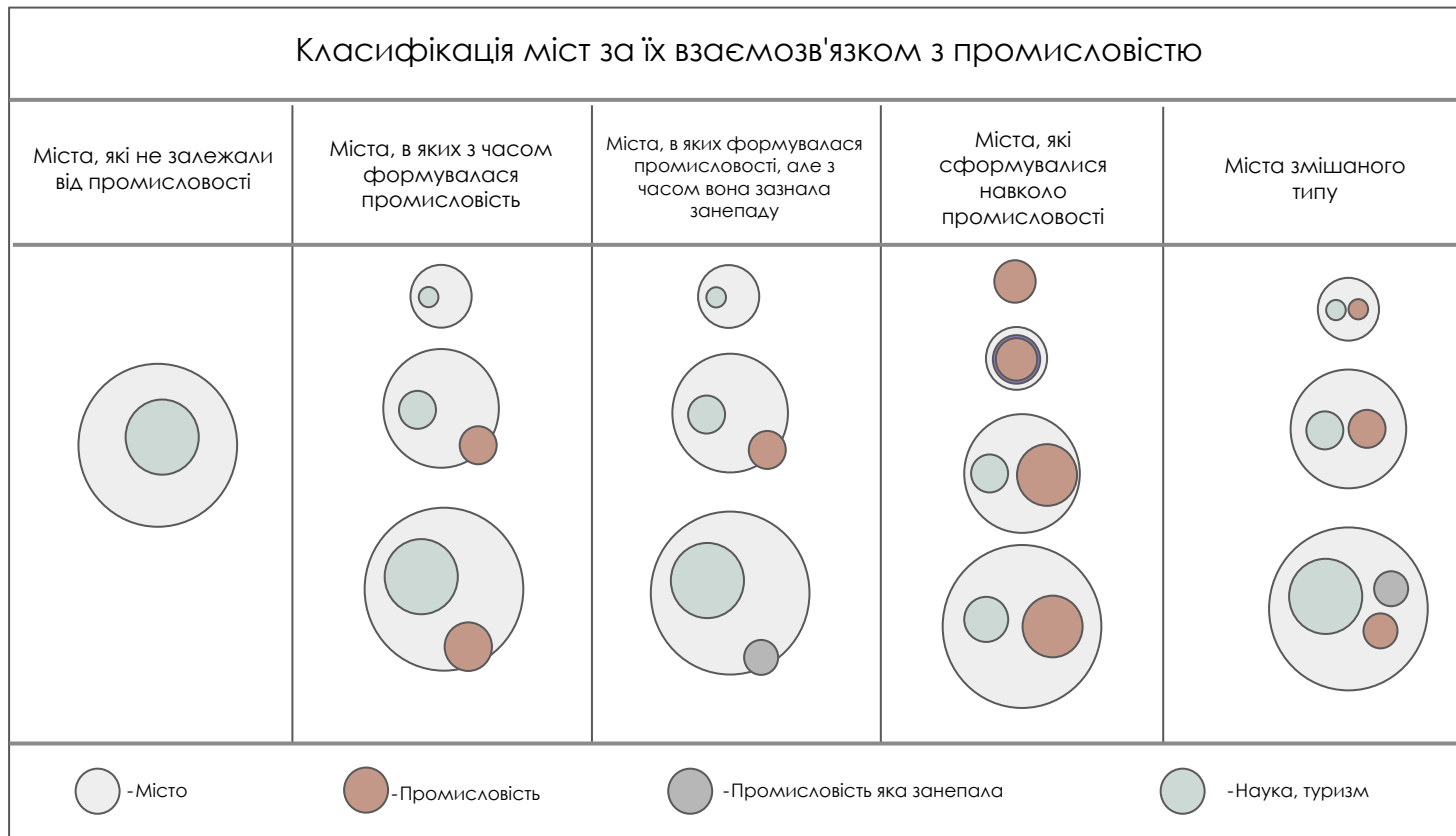 Класифікація міст за їх взаємозв'язком з промисловістю
Міста, які не залежали
від промисловості
Міста, в яких з часом
формувалася
промисловість
Міста, в яких формувалася
промисловості, але з
часом вона зазнала
занепаду
Міста, які
сформувалися
навколо
промисловості
Міста змішаного
типу
-Місто
-Промисловість
-Промисловість яка занепала
-Наука, туризм